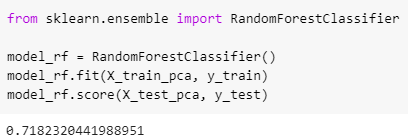 from sklearn.ensemble import RandomForestClassifier
model_rf = RandomForestClassifier()
model_rf.fit(X_train_pca, y_train)
model_rf.score(X_test_pca, y_test)
0.7182320441988951